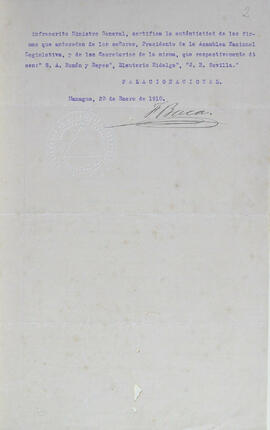 2
infrascrito Ministro General, certifica la autenticidad de las fir-
mas que anteceden de los señores, Presidente de la Asamblea Nacional
Legislativa, y de los Secretarios de la misma, que respectivamente di
cen:" S. A. Román y Reyes", Eleuterio Hidalgo", "J. E. Sevilla."
PALACIO NACIONAL.
Managua, 20 de Enero de 1910.
Baca.